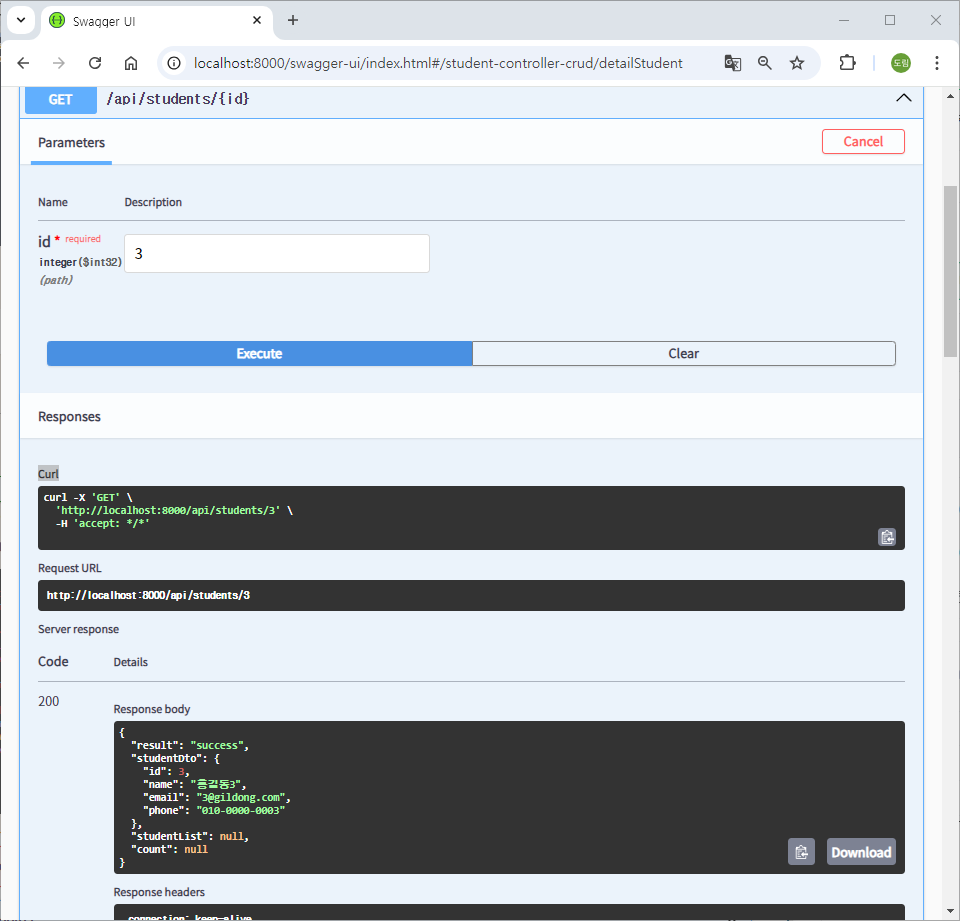 Swagger UI
localhost:8000/swagger-ui/index.html#/student-controller-crud/detailStudent
도림
GET /api/students/{id}
Parameters
Cancel
Name Description
id * required
3
integer($int32)
(path)
Execute
Clear
Responses
Curl
curl -X 'GET' \
'http://localhost:8000/api/students/3' \
-H 'accept: */*'
Request URL
http://localhost:8000/api/students/3
Server response
Code Details
200
Response body
{
"result": "success",
"studentDto": {
"id": 3,
"name": "홍길동3",
"email": "3@gildong.com",
"phone": "010-0000-0003"
},
"studentList": null,
"count": null
}
Download
Response headers
connection: keep-alive